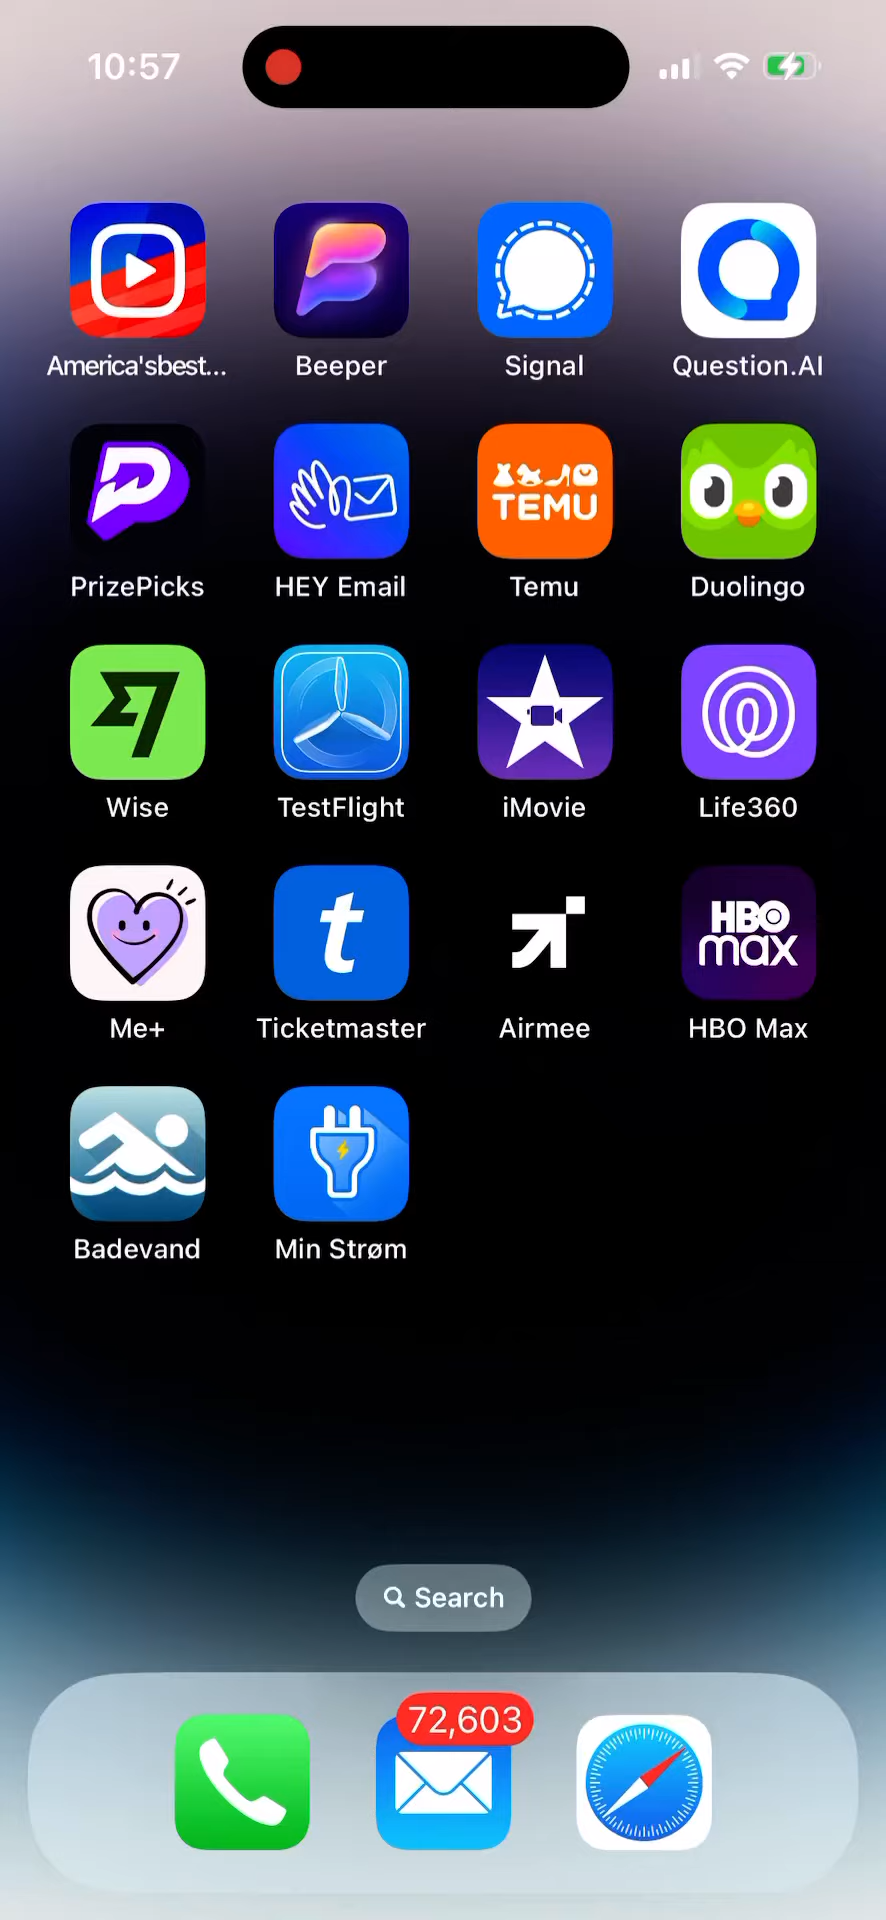 10:57
America'sbest...
Beeper
Signal
Question.AI
TEMU
PrizePicks
HEY Email
Temu
Duolingo
Wise
TestFlight
iMovie
Life360
t
HBO
max
Me+
Ticketmaster
Airmee
HBO Max
Badevand
Min Strøm
Search
72,603